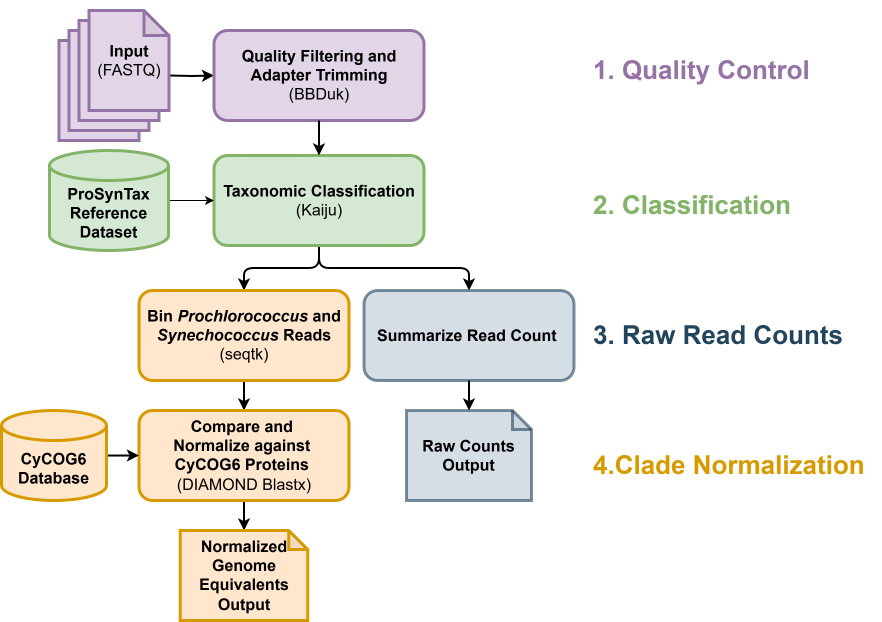 Input
(FASTQ)
Quality Filtering and
Adapter Trimming
(BBDuk)
1. Quality Control
ProSynTax
Reference
Dataset
Taxonomic Classification
(Kaiju)
2. Classification
Bin Prochlorococcus and
Synechococcus Reads
(seqtk)
Summarize Read Count
3. Raw Read Counts
CyCOG6
Database
Compare and
Normalize against
CyCOG6 Proteins
(DIAMOND Blastx)
Raw Counts
Output
4.Clade Normalization
Normalized
Genome
Equivalents
Output